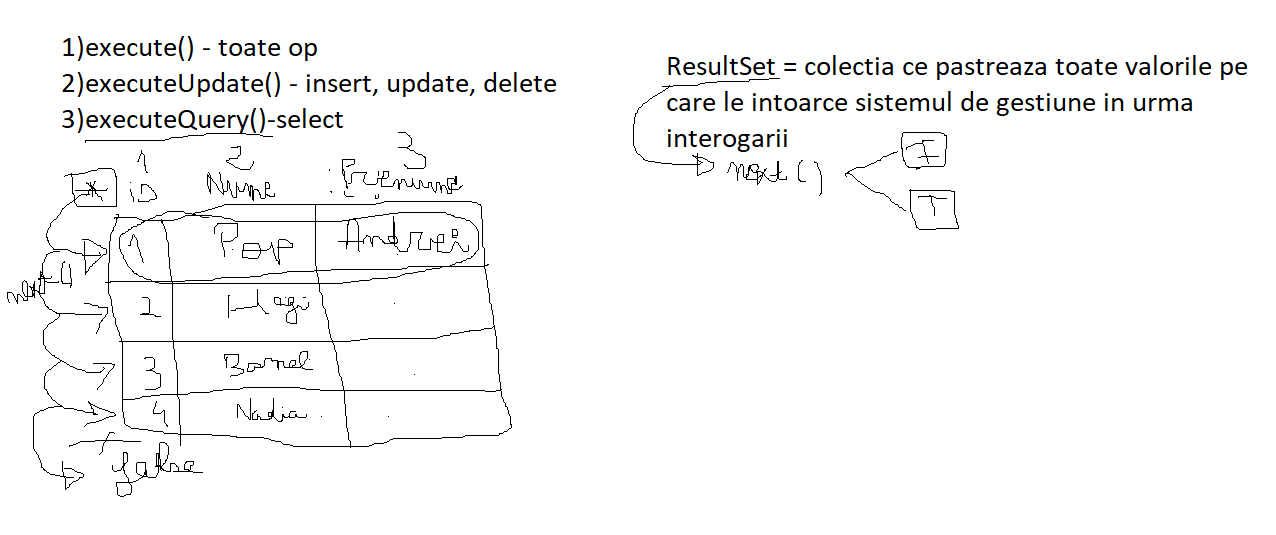 1)execute() - toate op
2)executeUpdate() - insert, update, delete
3)executeQuery()-select
1 2 3
* iD Nume Prenume
1 Pop Andrei
next()
2 Hagi
3 Bornel
4 Nadia
false
ResultSet = colectia ce pastreaza toate valorile pe
care le intoarce sistemul de gestiune in urma
interogarii
next()
F
T